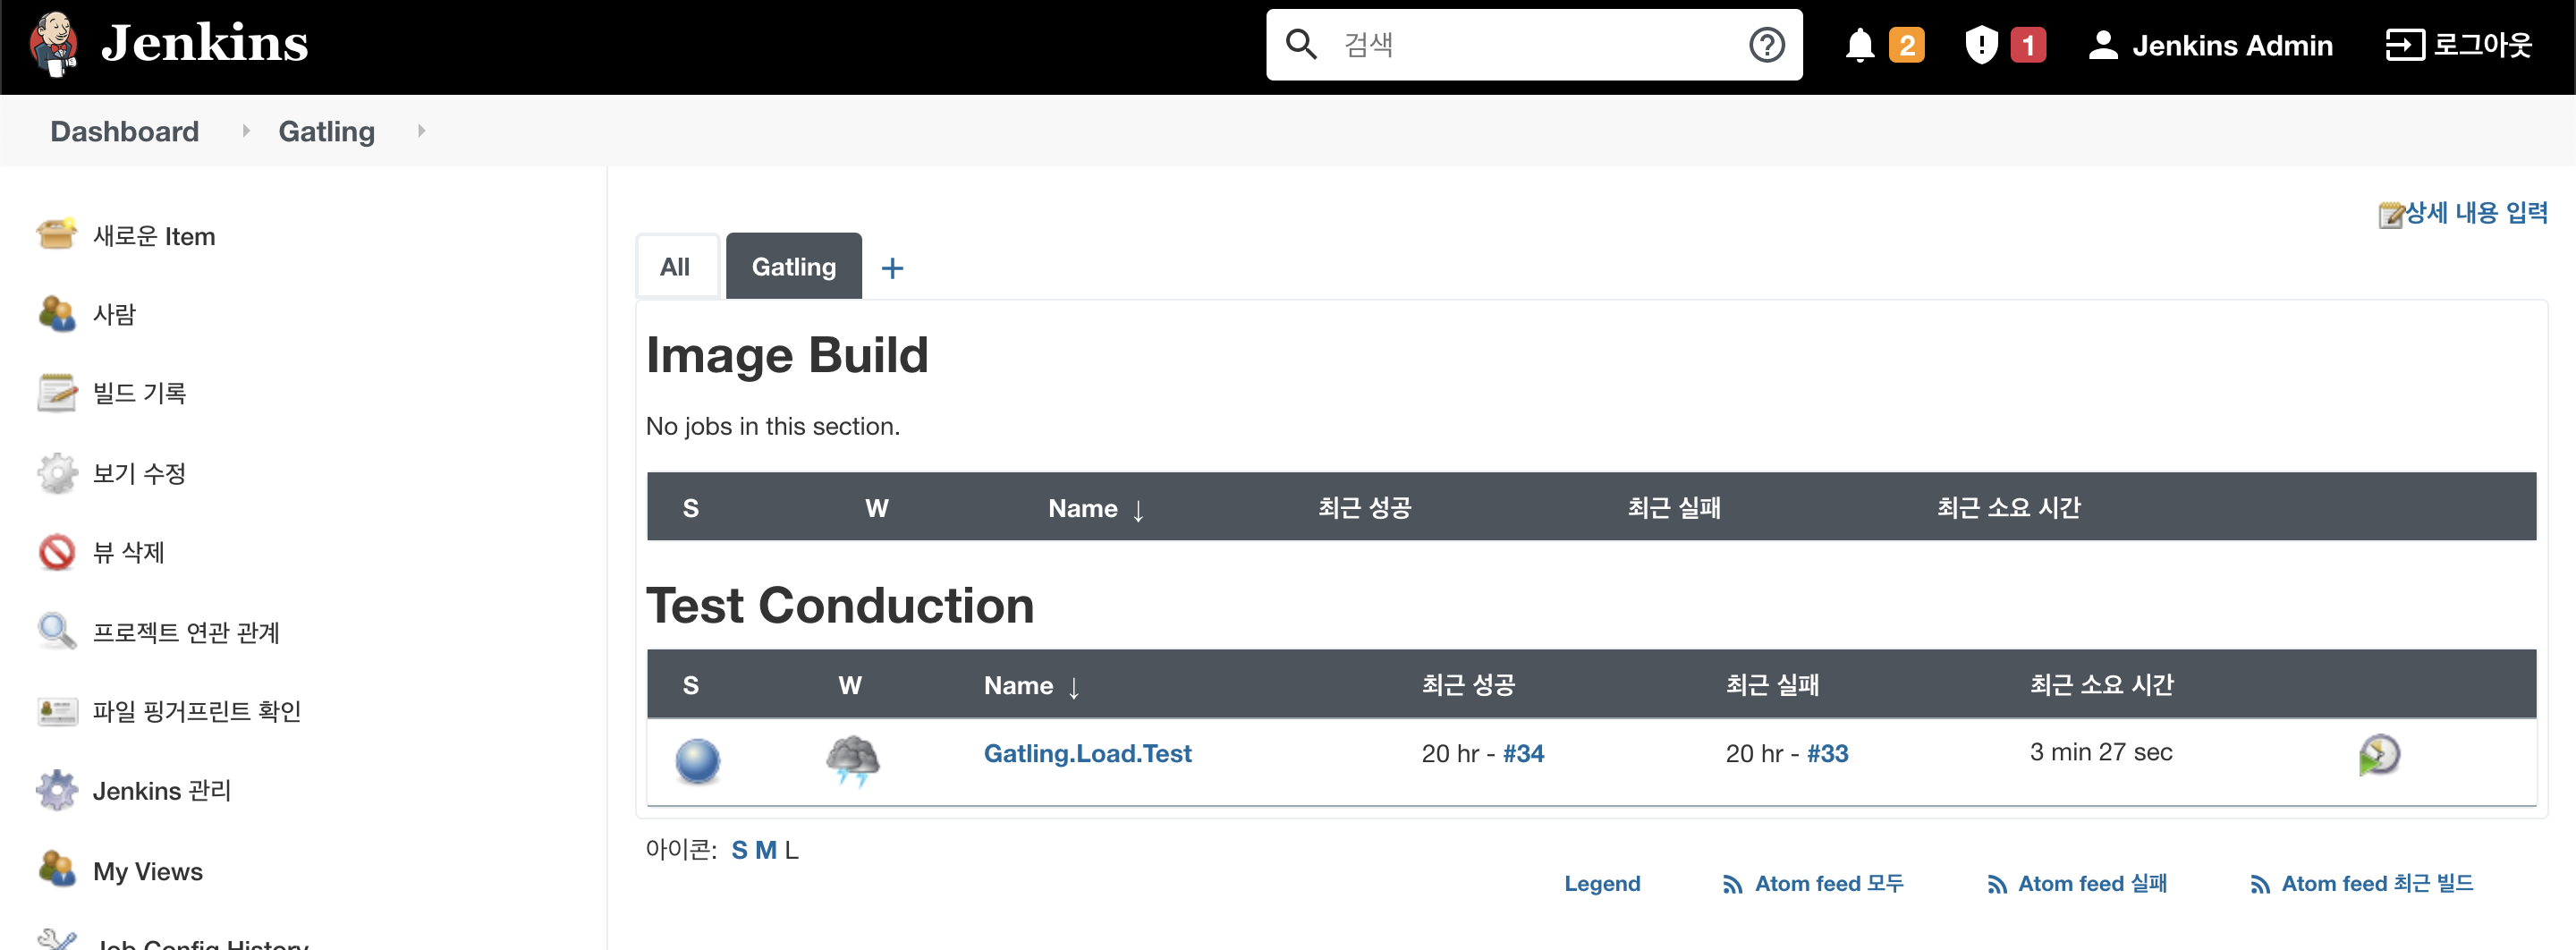 Jenkins
검색
2
1
Jenkins Admin
로그아웃
Dashboard
Gatling
새로운 Item
사람
빌드 기록
보기 수정
뷰 삭제
프로젝트 연관 관계
파일 핑거프린트 확인
Jenkins 관리
My Views
Job Config History
상세 내용 입력
All Gatling +
Image Build
No jobs in this section.
S W Name ↓ 최근 성공 최근 실패 최근 소요 시간
Test Conduction
S W Name ↓ 최근 성공 최근 실패 최근 소요 시간
Gatling.Load.Test 20 hr - #34 20 hr - #33 3 min 27 sec
아이콘: S M L
Legend Atom feed 모두 Atom feed 실패 Atom feed 최근 빌드